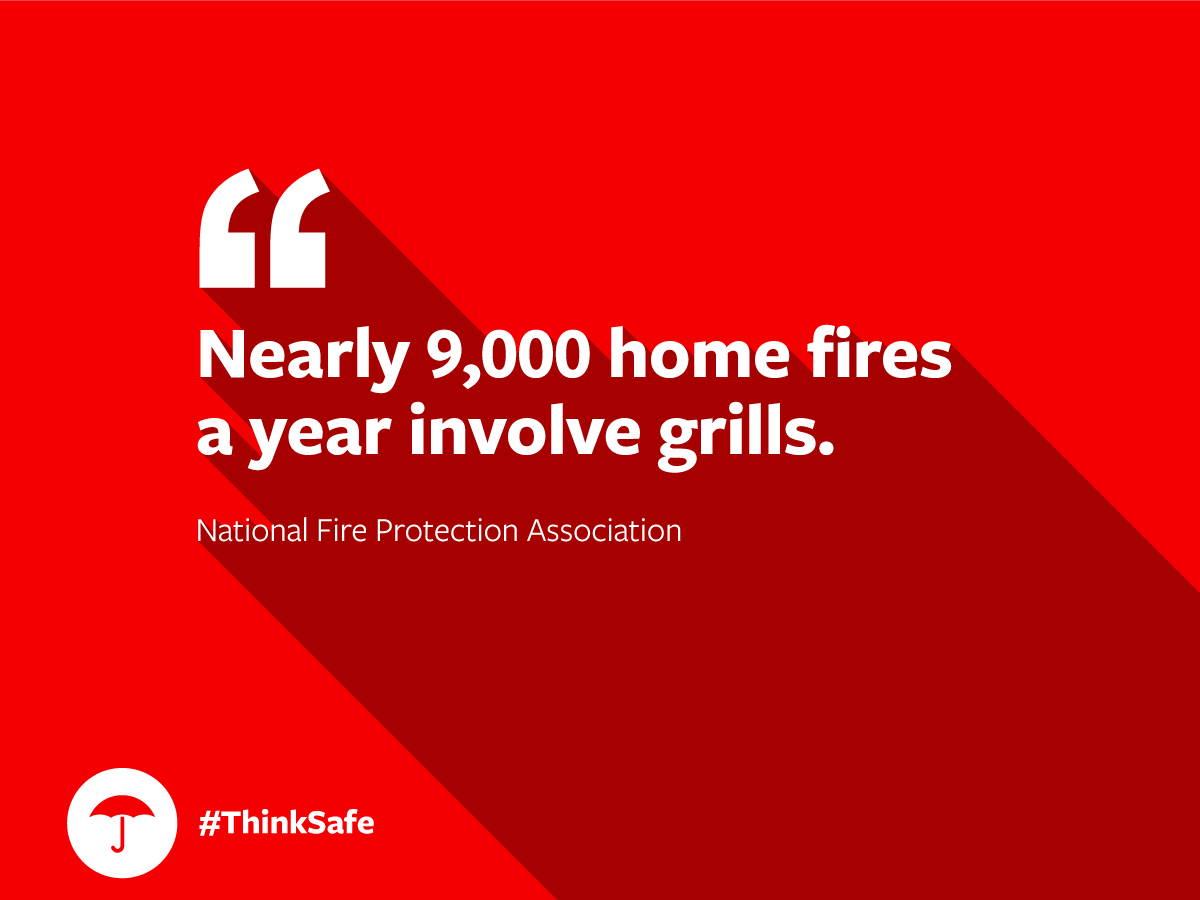 “
Nearly 9,000 home fires
a year involve grills.
National Fire Protection Association
#ThinkSafe